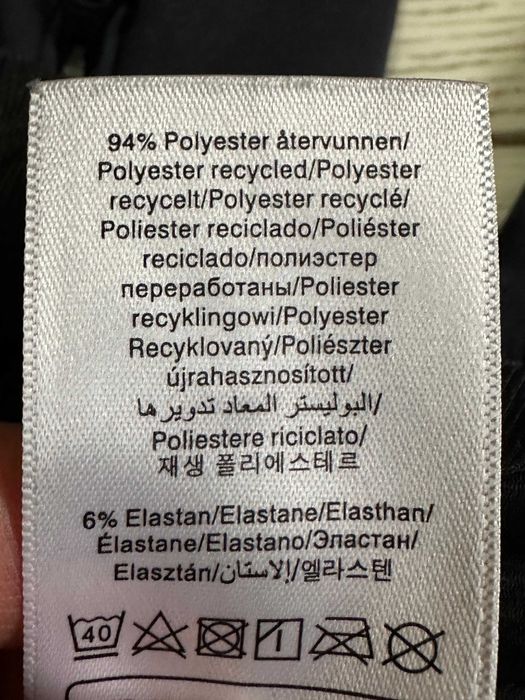 94% Polyester återvunnen/
Polyester recycled/Polyester
recycelt/Polyester recyclé/
Poliester reciclado/Poliéster
reciclado/полиэстер
переработаны/Poliester
recyklingowi/Polyester
Recyklovaný/Poliészter
újrahasznosított/
البوليستر المعاد تدويرها/
Poliestere riciclato/
재생 폴리에스테르
6% Elastan/Elastane/Elasthan/
Élastane/Elastano/Эластан/
Elasztán/الإلاستان/엘라스텐
40